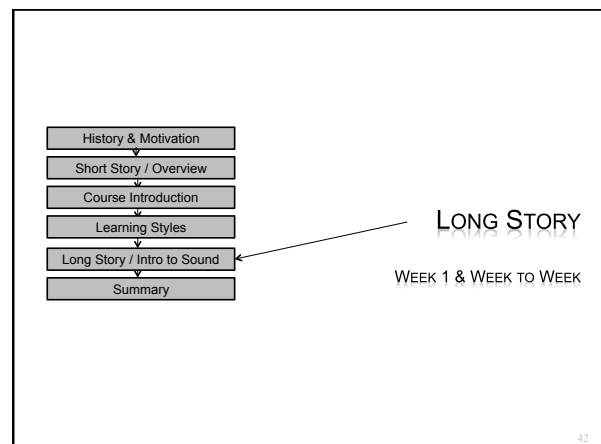 History & Motivation
Short Story / Overview
Course Introduction
Learning Styles
Long Story / Intro to Sound
Summary
LONG STORY
WEEK 1 & WEEK TO WEEK
42